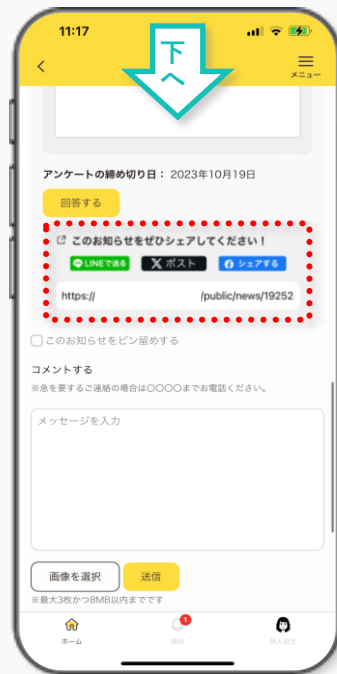 11:17
下
へ
メニュー
アンケートの締め切り日： 2023年10月19日
回答する
このお知らせをぜひシェアしてください！
LINEで送る ポスト シェアする
https:// /public/news/19252
このお知らせをピン留めする
コメントする
※急を要するご連絡の場合は〇〇〇〇までお電話ください。
メッセージを入力
画像を選択 送信
※最大3枚かつ8MB以内までです
1
ホーム 通知 個人設定